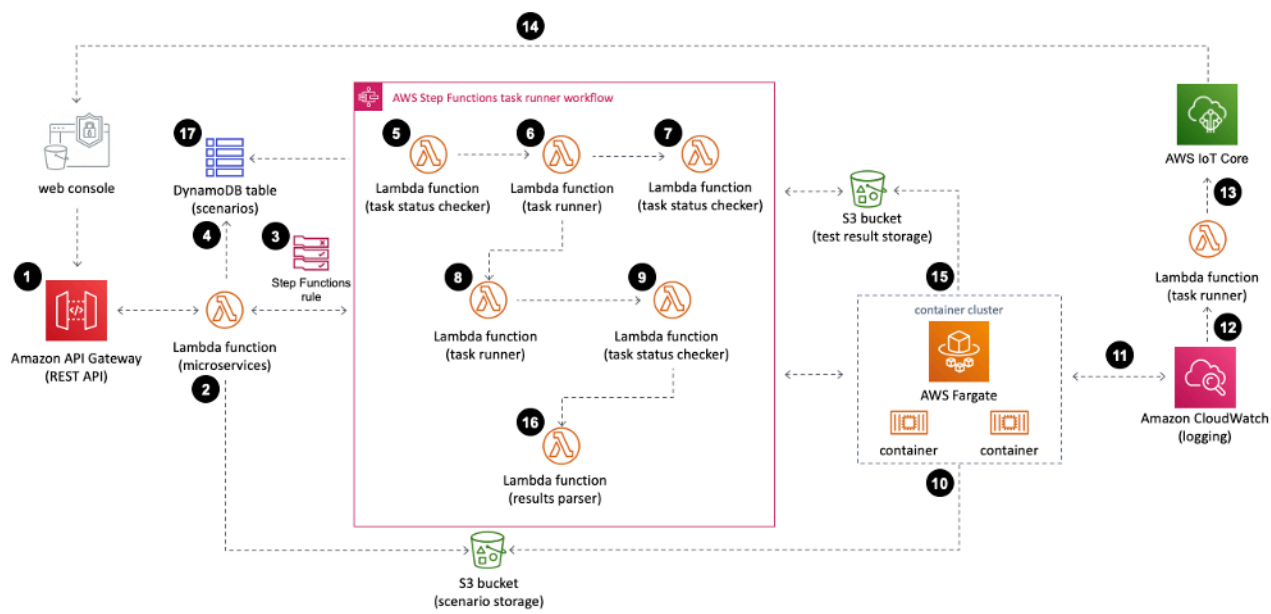 14
AWS Step Functions task runner workflow
17
5
6
7
web console
DynamoDB table
(scenarios)
Lambda function
(task status checker)
Lambda function
(task runner)
Lambda function
(task status checker)
AWS IoT Core
13
4
3
Step Functions
rule
S3 bucket
(test result storage)
1
8
9
15
Lambda function
(task runner)
12
Amazon API Gateway
(REST API)
Lambda function
(microservices)
2
Lambda function
(task runner)
Lambda function
(task status checker)
container cluster
AWS Fargate
container
container
11
Amazon CloudWatch
(logging)
16
Lambda function
(results parser)
10
S3 bucket
(scenario storage)